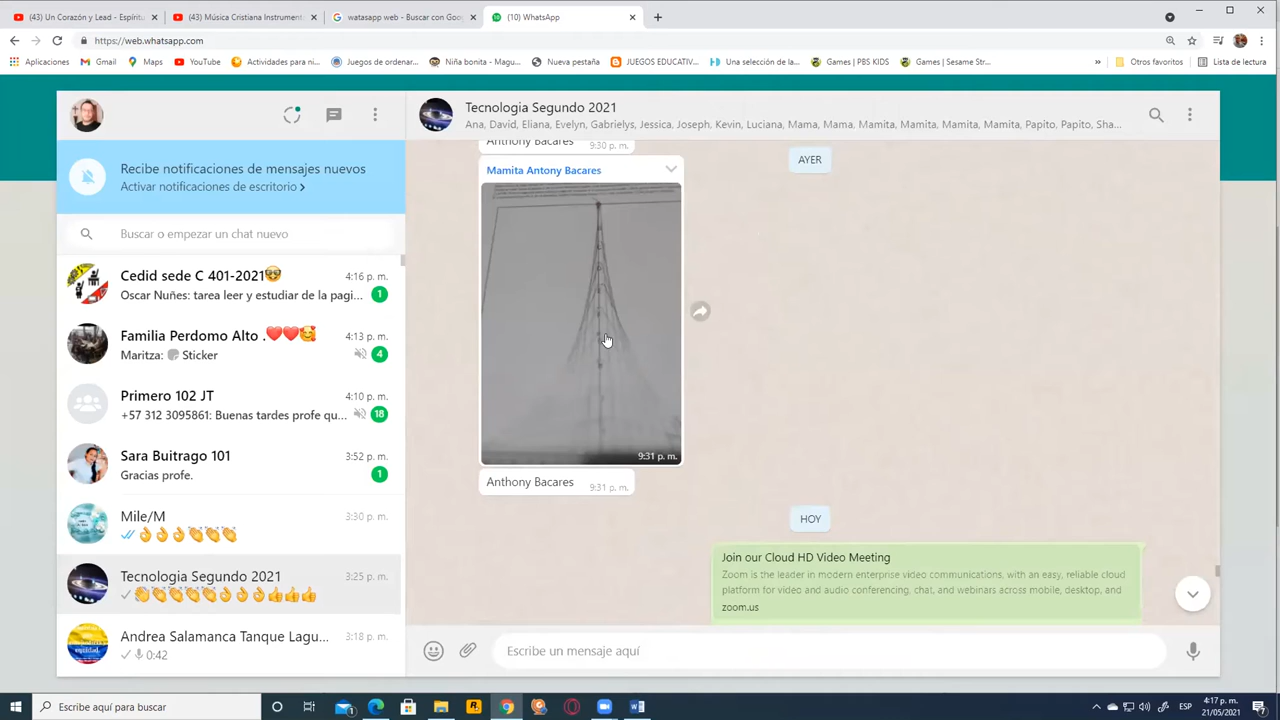 (43) Un Corazón y Lead - Espíritu
(43) Música Cristiana Instrument
watasapp web - Buscar con Goo
(10) WhatsApp
https://web.whatsapp.com
Aplicaciones
Gmail
Maps
YouTube
Actividades para ni...
Juegos de ordenar...
Niña bonita - Magu...
Nueva pestaña
JUEGOS EDUCATIV...
Una selección de la...
Games | PBS KIDS
Games | Sesame Str...
»
Otros favoritos
Lista de lectura
Recibe notificaciones de mensajes nuevos
Activar notificaciones de escritorio >
Buscar o empezar un chat nuevo
Cedid sede C 401-2021🤓
4:16 p. m.
Oscar Nuñes: tarea leer y estudiar de la pagi...
1
Familia Perdomo Alto .❤️❤️🥰
4:13 p. m.
Maritza: Sticker
4
Primero 102 JT
4:10 p. m.
+57 312 3095861: Buenas tardes profe qu...
18
Sara Buitrago 101
3:52 p. m.
Gracias profe.
1
Mile/M
3:30 p. m.
👌👌👌👏👏👏
Tecnologia Segundo 2021
3:25 p. m.
👏👏👏👏👏👌👌👌👍👍👍
Andrea Salamanca Tanque Lagu...
3:18 p. m.
0:42
Tecnologia Segundo 2021
Ana, David, Eliana, Evelyn, Gabrielys, Jessica, Joseph, Kevin, Luciana, Mama, Mama, Mamita, Mamita, Mamita, Mamita, Papito, Papito, Sha...
Anthony Bacares
9:30 p. m.
AYER
Mamita Antony Bacares
9:31 p. m.
Anthony Bacares
9:31 p. m.
HOY
Join our Cloud HD Video Meeting
Zoom is the leader in modern enterprise video communications, with an easy, reliable cloud
platform for video and audio conferencing, chat, and webinars across mobile, desktop, and
zoom.us
Escribe un mensaje aquí
Escribe aquí para buscar
ESP
4:17 p. m.
21/05/2021